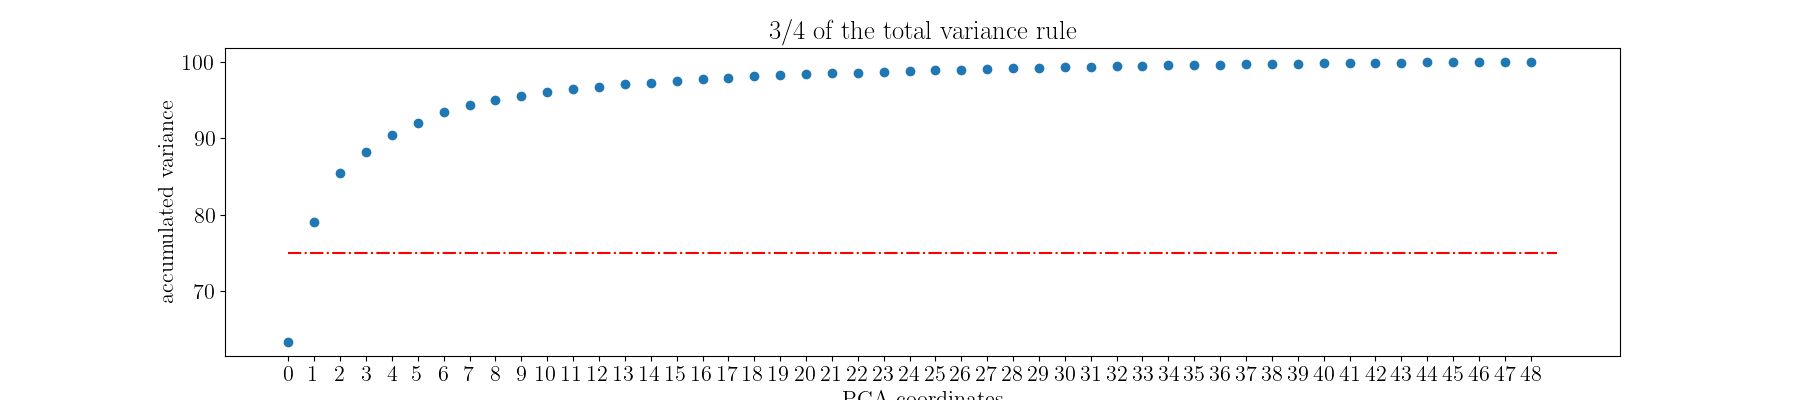 3/4 of the total variance rule
accumulated variance
100
90
80
70
0 1 2 3 4 5 6 7 8 9 10 11 12 13 14 15 16 17 18 19 20 21 22 23 24 25 26 27 28 29 30 31 32 33 34 35 36 37 38 39 40 41 42 43 44 45 46 47 48
PCA coordinates